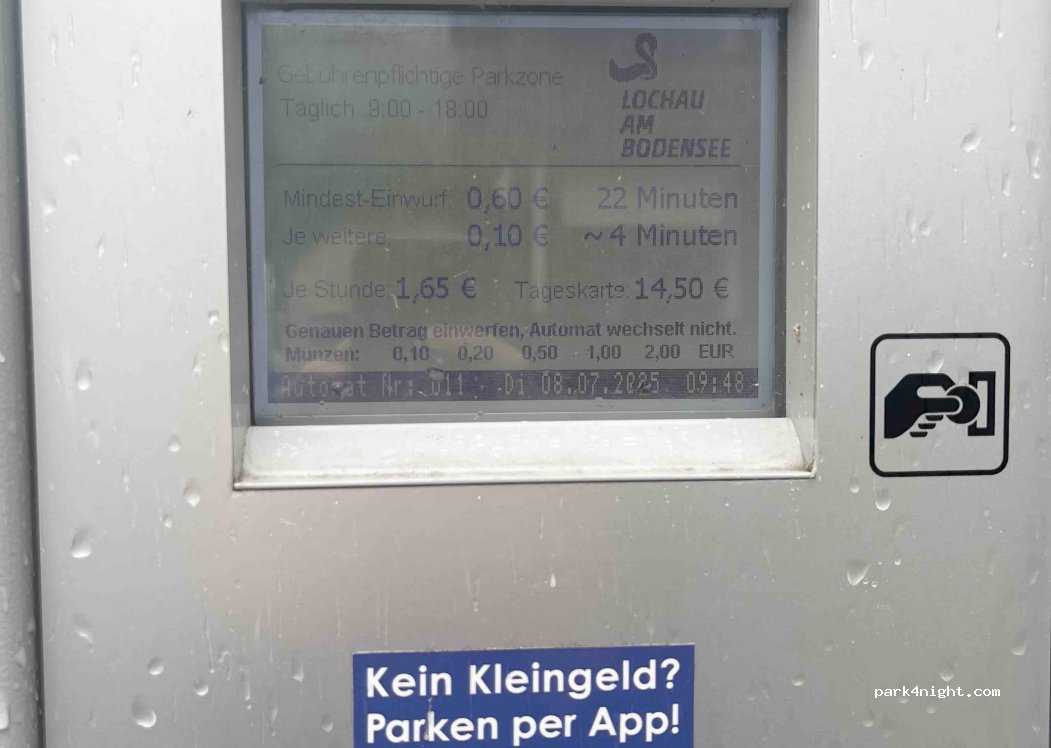 Gebührenpflichtige Parkzone
Täglich 9:00 - 18:00
LOCHAU
AM
BODENSEE
Mindest-Einwurf: 0,60 € 22 Minuten
Je weitere: 0,10 € ~ 4 Minuten
Je Stunde: 1,65 € Tageskarte: 14,50 €
Genauen Betrag einwerfen, Automat wechselt nicht.
Münzen: 0,10 0,20 0,50 1,00 2,00 EUR
Automat Nr: 011 Di 08.07.2025 09:48
Kein Kleingeld?
Parken per App!
park4night.com